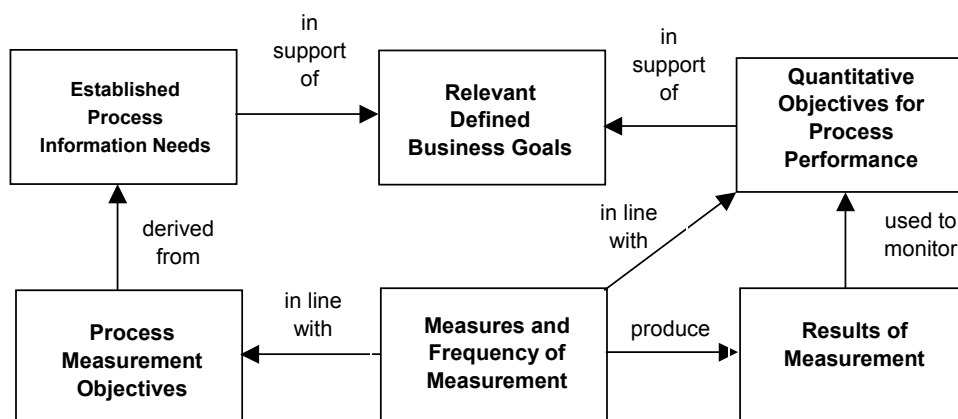 in
support
of
in
support
of
Established
Process
Information Needs
Relevant
Defined
Business Goals
Quantitative
Objectives for
Process
Performance
derived
from
in line
with
used to
monitor
Process
Measurement
Objectives
in line
with
Measures and
Frequency of
Measurement
produce
Results of
Measurement